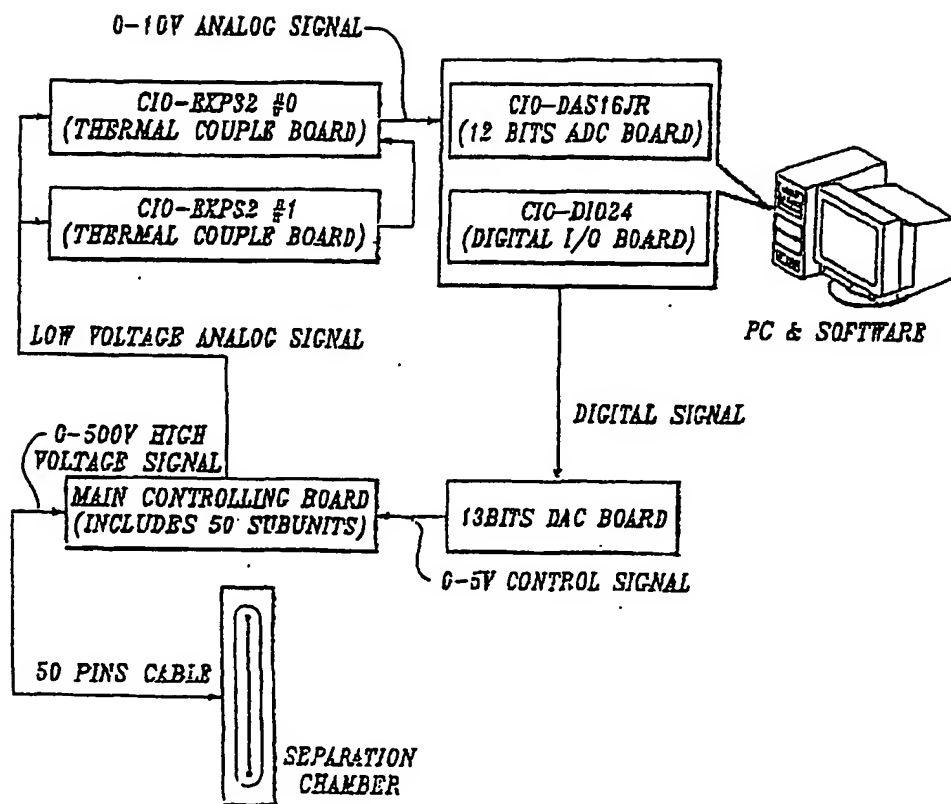 0-10V ANALOG SIGNAL
CIO-EXP32 #0
(THERMAL COUPLE BOARD)
CIO-DAS16JR
(12 BITS ADC BOARD)
CIO-EXP32 #1
(THERMAL COUPLE BOARD)
CIO-DIO24
(DIGITAL I/O BOARD)
PC & SOFTWARE
LOW VOLTAGE ANALOG SIGNAL
DIGITAL SIGNAL
0-500V HIGH
VOLTAGE SIGNAL
MAIN CONTROLLING BOARD
(INCLUDES 50 SUBUNITS)
13BITS DAC BOARD
0-5V CONTROL SIGNAL
50 PINS CABLE
SEPARATION
CHAMBER